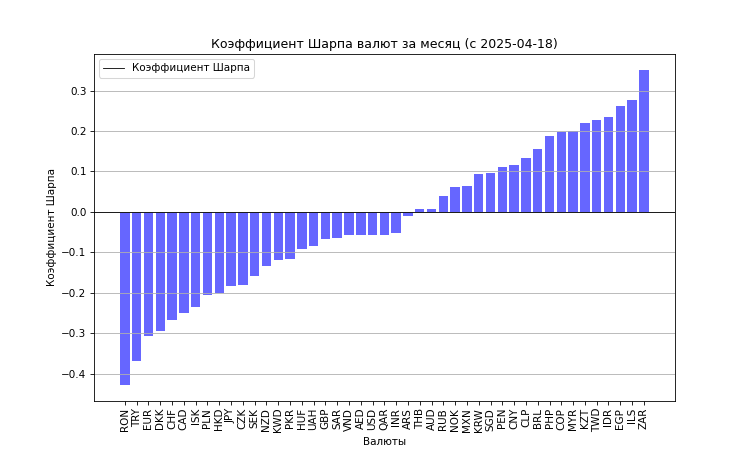 Коэффициент Шарпа валют за месяц (с 2025-04-18)
Коэффициент Шарпа
Коэффициент Шарпа
0.3
0.2
0.1
0.0
−0.1
−0.2
−0.3
−0.4
RON TRY EUR DKK CHF CAD ISK PLN HKD JPY CZK SEK NZD KWD PKR HUF UAH GBP SAR VND AED USD QAR INR ARS THB AUD RUB NOK MXN KRW SGD PEN CNY CLP BRL PHP COP MYR KZT TWD IDR EGP ILS ZAR
Валюты